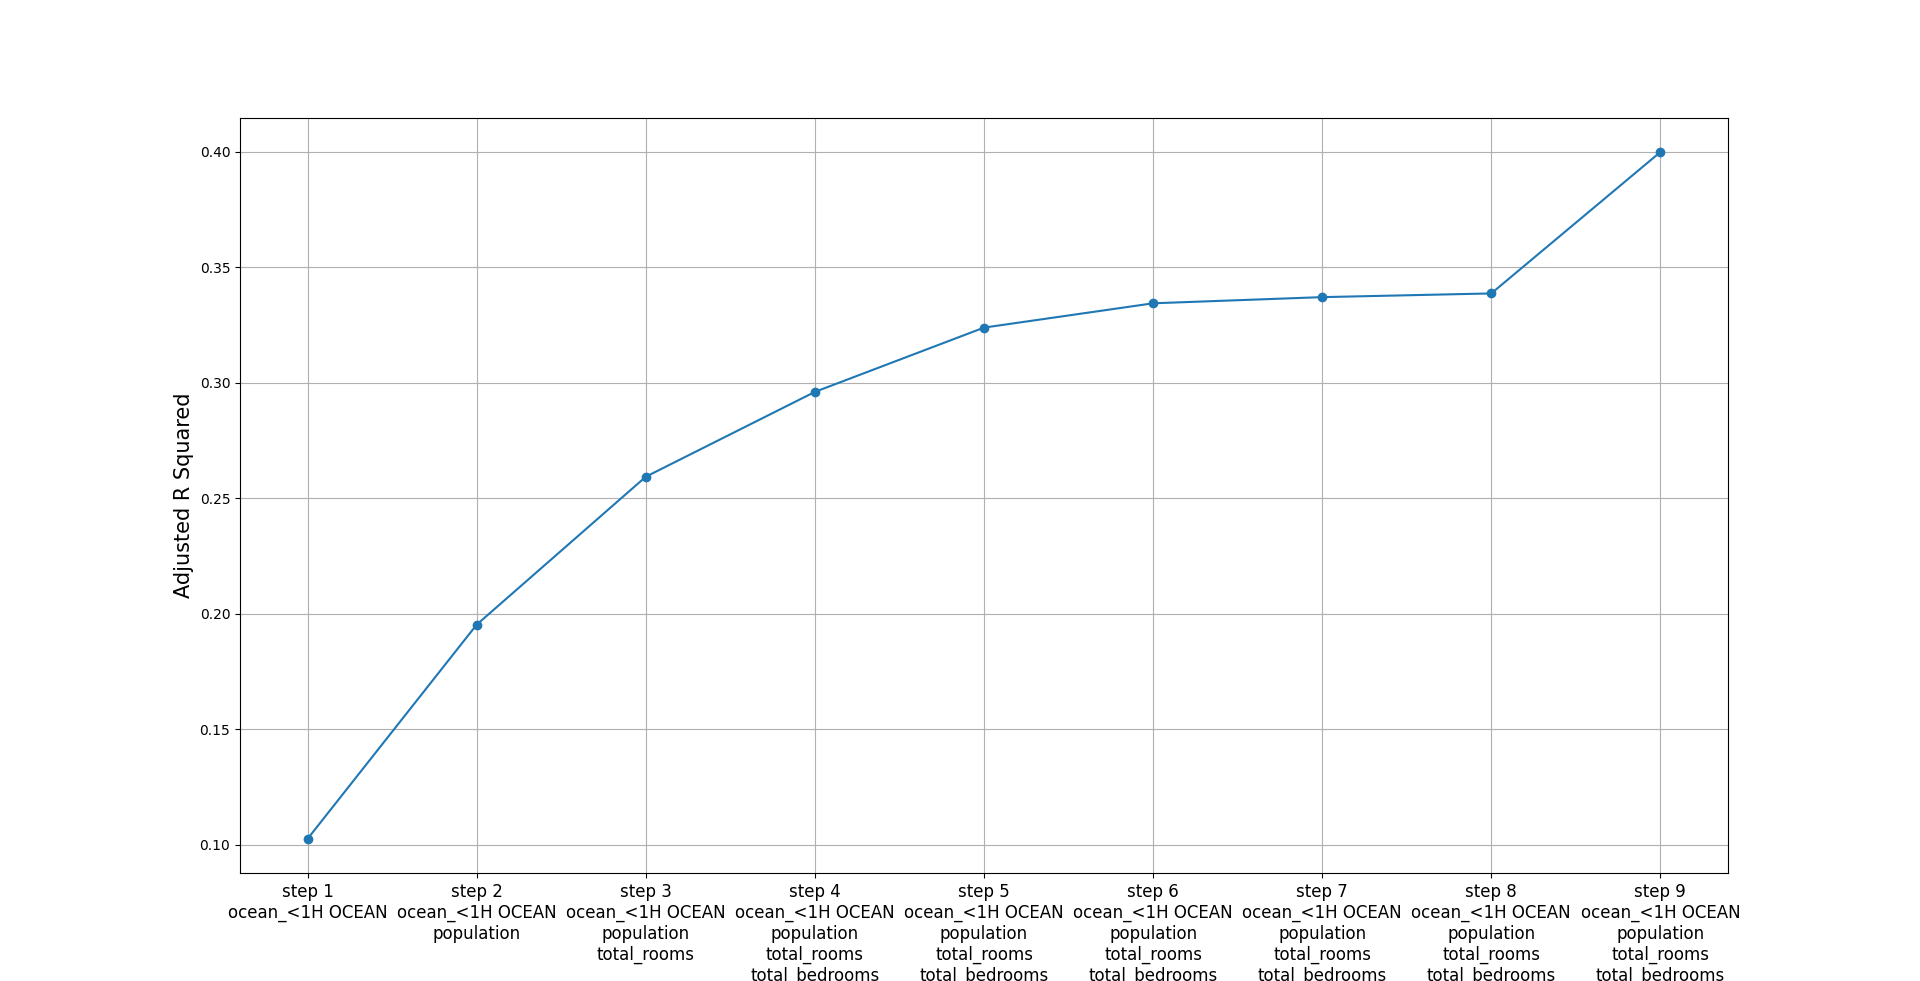 0.40
0.35
0.30
0.25
0.20
0.15
0.10
Adjusted R Squared
step 1 step 2 step 3 step 4 step 5 step 6 step 7 step 8 step 9
ocean_<1H OCEAN ocean_<1H OCEAN ocean_<1H OCEAN ocean_<1H OCEAN ocean_<1H OCEAN ocean_<1H OCEAN ocean_<1H OCEAN ocean_<1H OCEAN ocean_<1H OCEAN
population population population population population population population population
total_rooms total_rooms total_rooms total_rooms total_rooms total_rooms total_rooms
total_bedrooms total_bedrooms total_bedrooms total_bedrooms total_bedrooms total_bedrooms